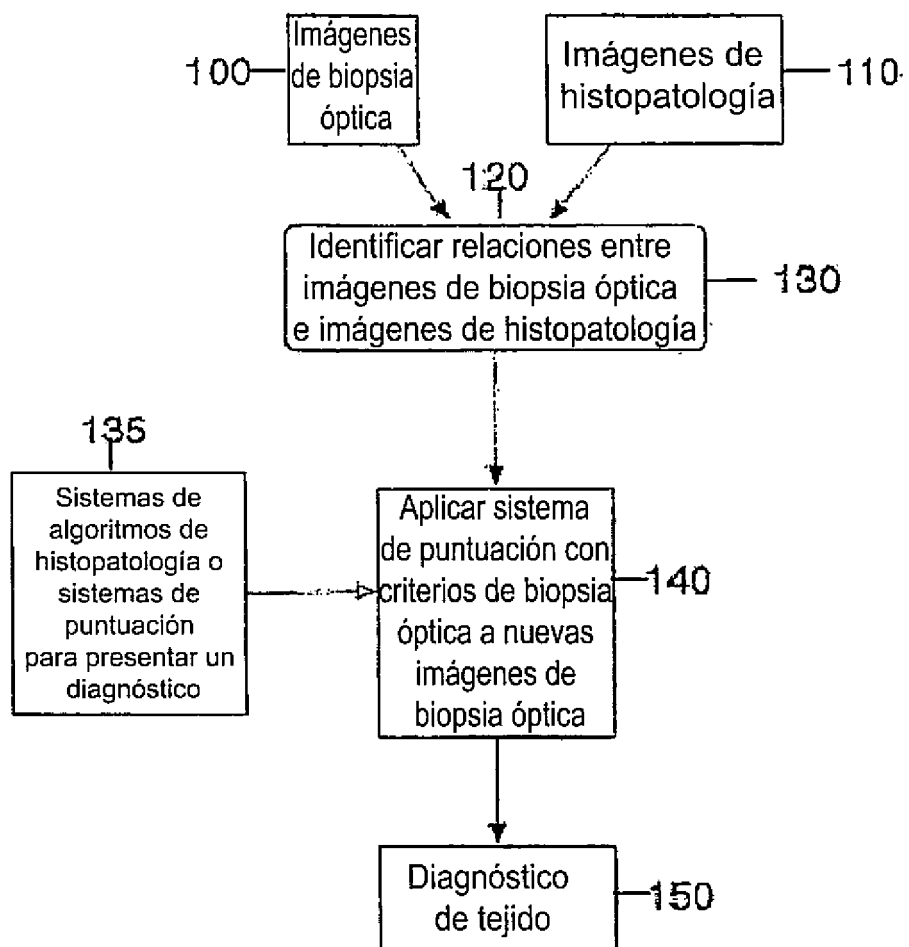 100
Imágenes
de biopsia
óptica
Imágenes de
histopatología
110
120
Identificar relaciones entre
imágenes de biopsia óptica
e imágenes de histopatología
130
135
Sistemas de
algoritmos de
histopatología o
sistemas de
puntuación
para presentar un
diagnóstico
Aplicar sistema
de puntuación con
criterios de biopsia
óptica a nuevas
imágenes de
biopsia óptica
140
Diagnóstico
de tejido
150